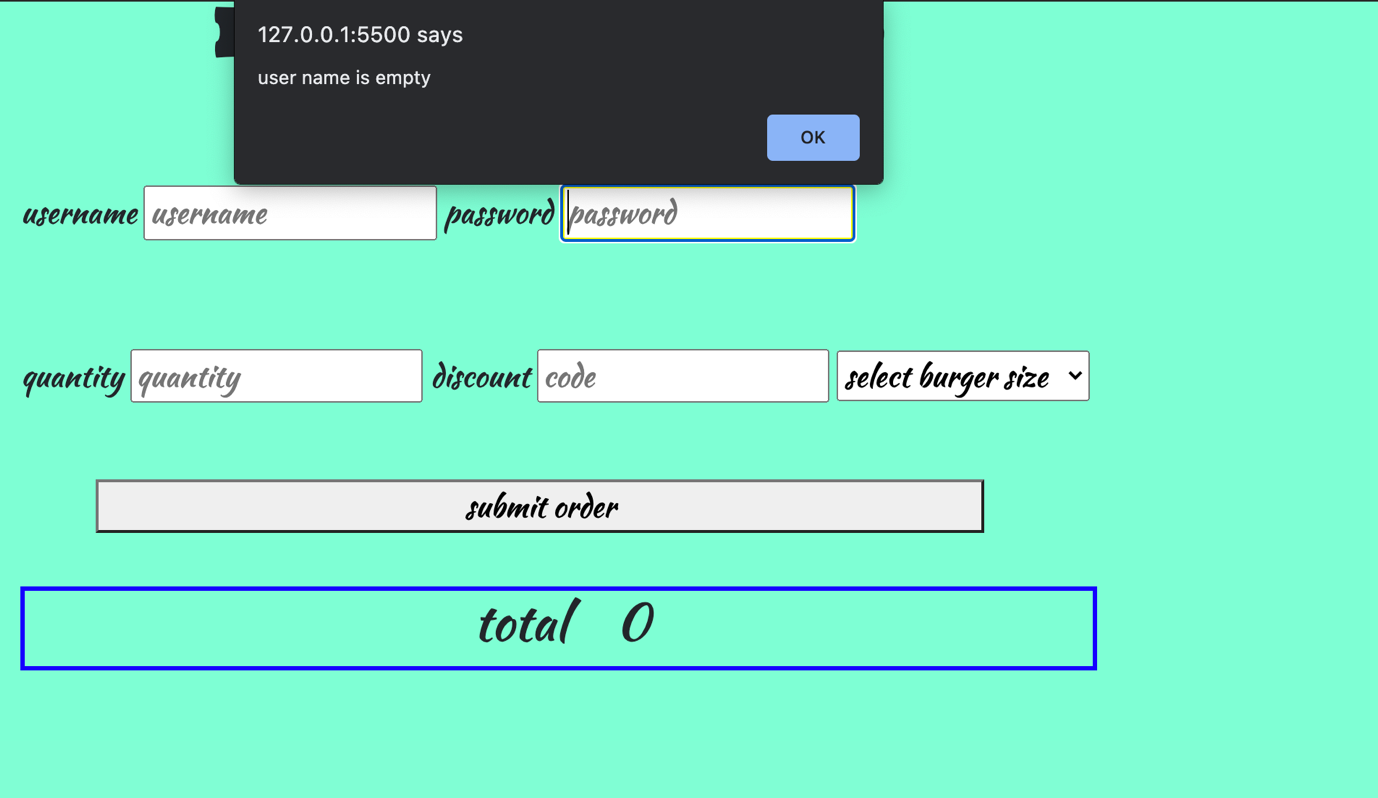 127.0.0.1:5500 says
user name is empty
OK
username username password password
quantity quantity discount code select burger size
submit order
total 0